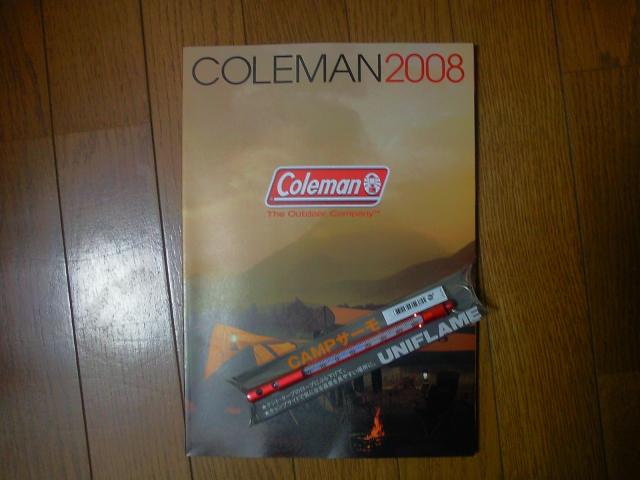 COLEMAN2008
Coleman
The Outdoor Company™
CAMPサーモ
UNIFLAME